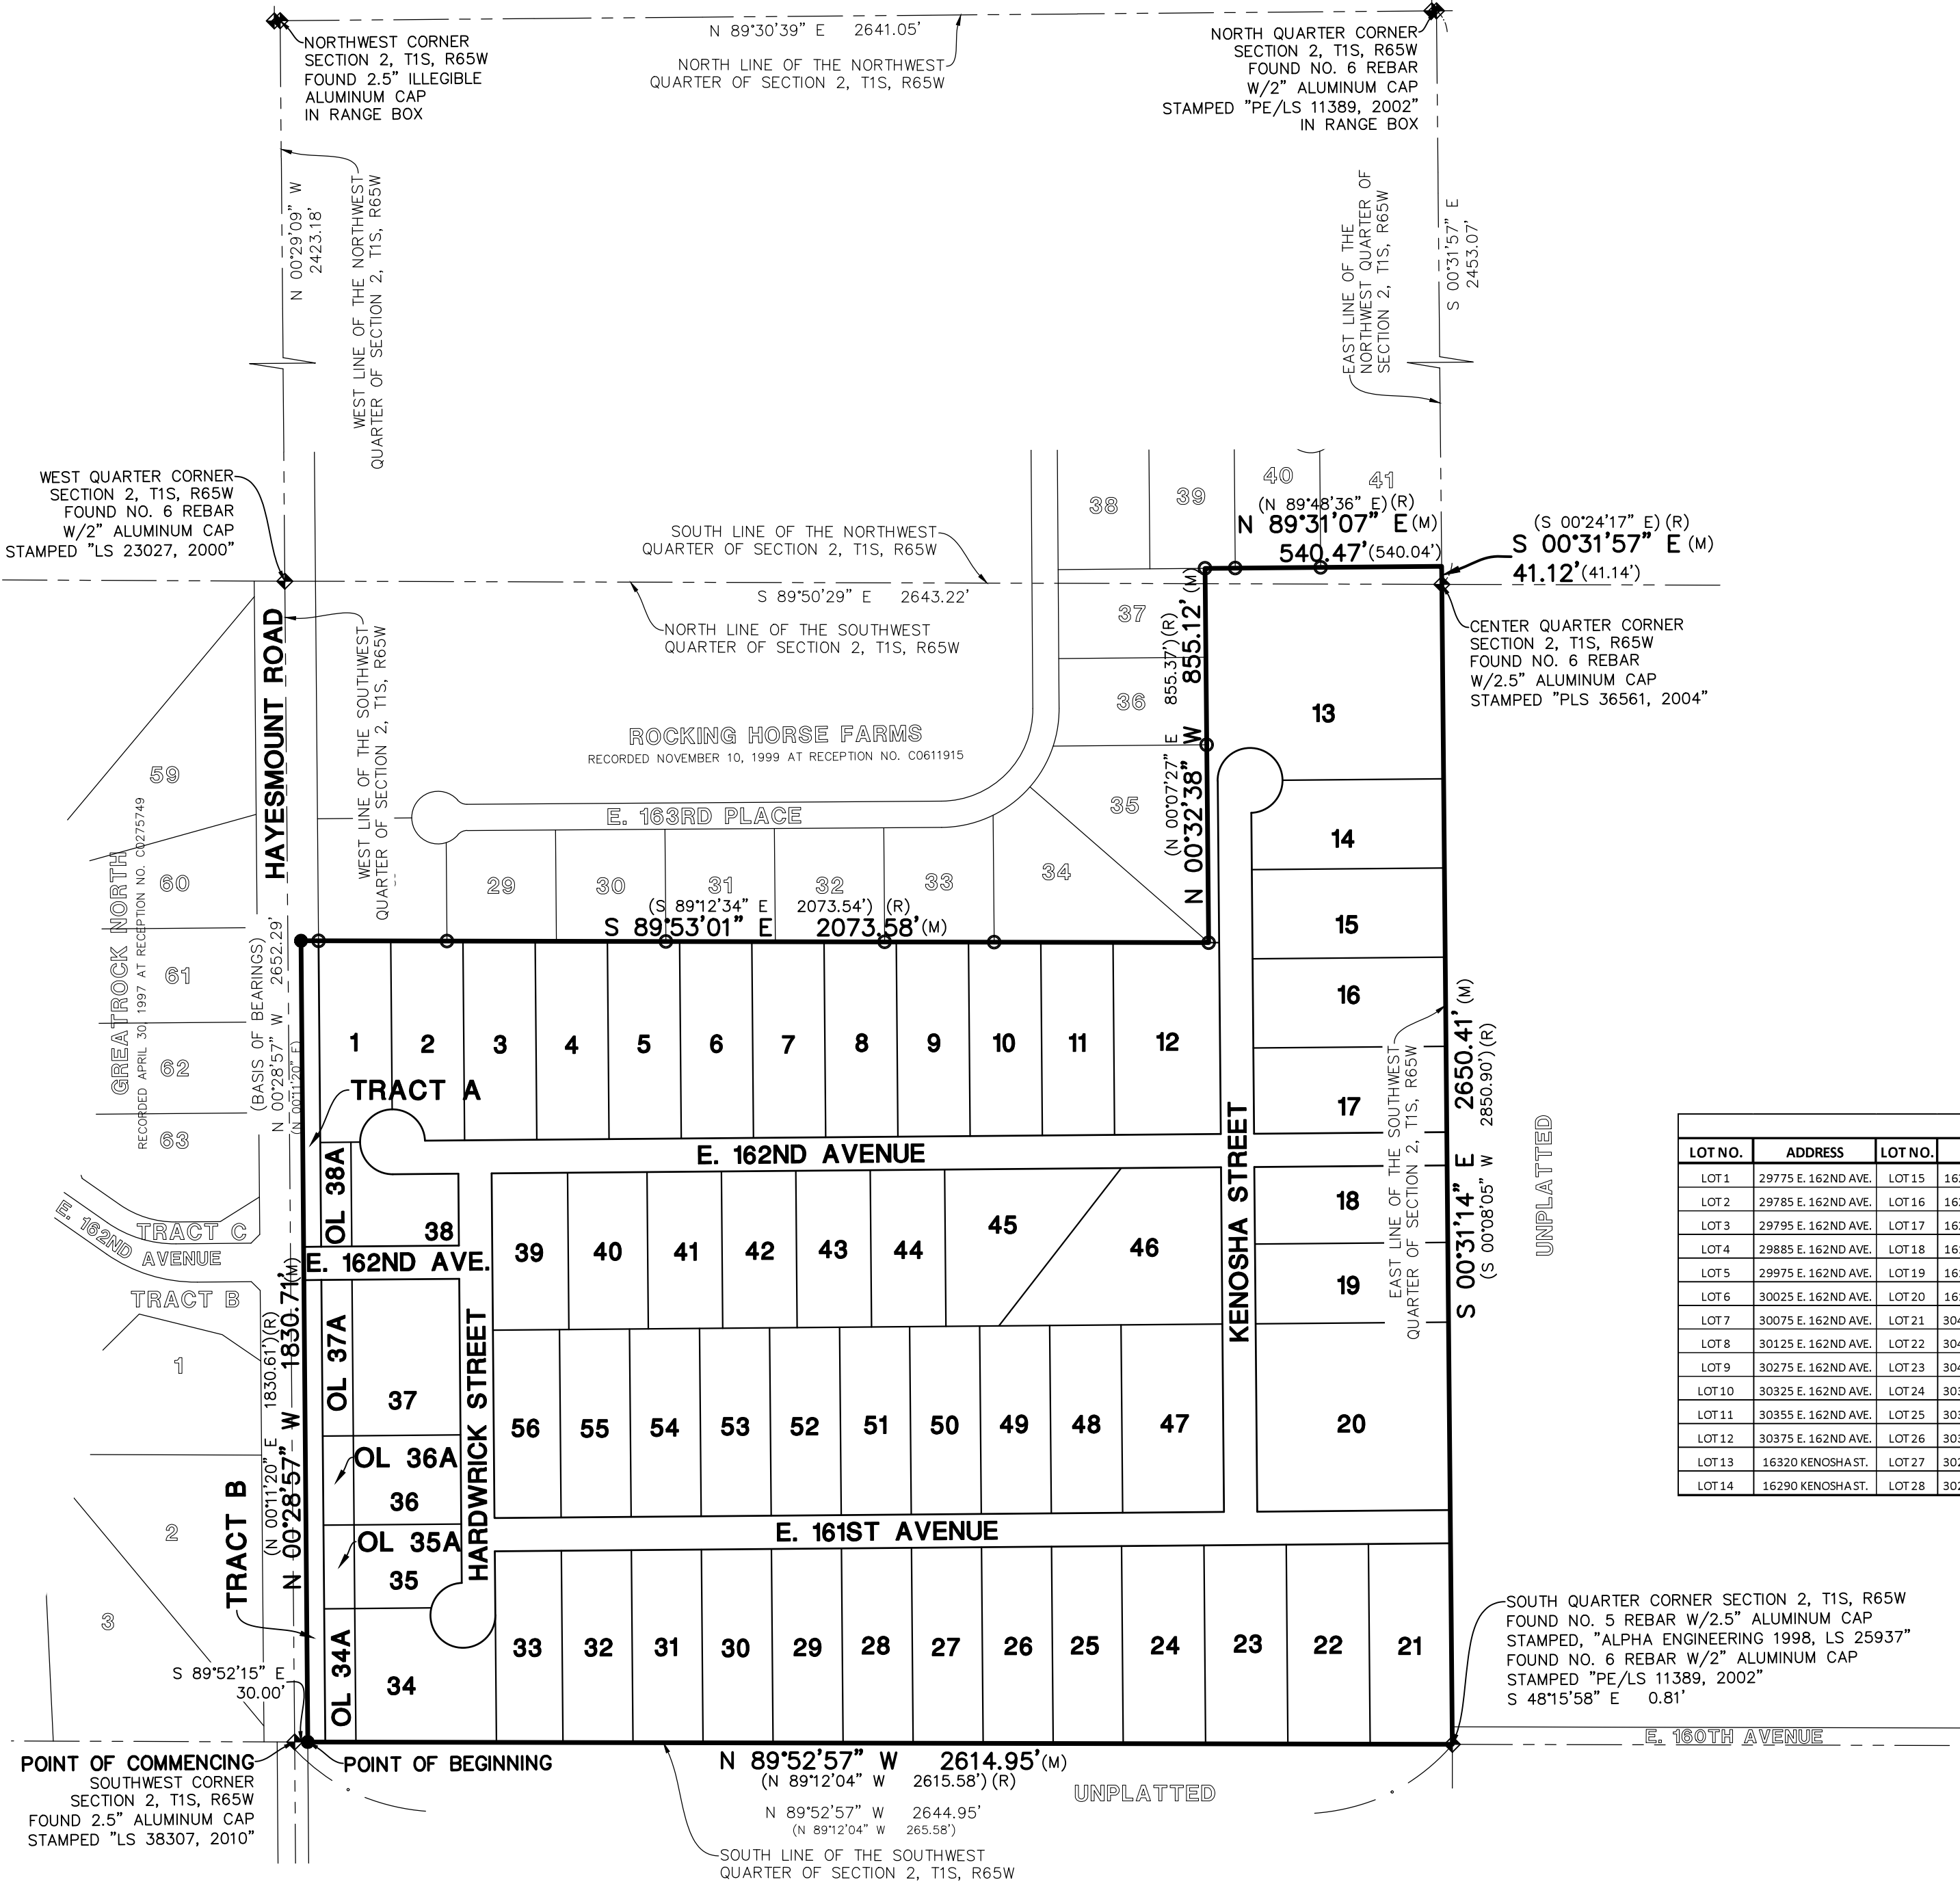 N 89°30'39" E 2641.05'
NORTH LINE OF THE NORTHWEST
QUARTER OF SECTION 2, T1S, R65W
NORTHWEST CORNER
SECTION 2, T1S, R65W
FOUND 2.5" ILLEGIBLE
ALUMINUM CAP
IN RANGE BOX
NORTH QUARTER CORNER
SECTION 2, T1S, R65W
FOUND NO. 6 REBAR
W/2" ALUMINUM CAP
STAMPED "PE/LS 11389, 2002"
IN RANGE BOX
N 00°29'09" W
2423.18'
WEST LINE OF THE NORTHWEST
QUARTER OF SECTION 2, T1S, R65W
EAST LINE OF THE
NORTHWEST QUARTER OF
SECTION 2, T1S, R65W
S 00°31'57" E
2453.07'
WEST QUARTER CORNER
SECTION 2, T1S, R65W
FOUND NO. 6 REBAR
W/2" ALUMINUM CAP
STAMPED "LS 23027, 2000"
SOUTH LINE OF THE NORTHWEST
QUARTER OF SECTION 2, T1S, R65W
S 89°50'29" E 2643.22'
NORTH LINE OF THE SOUTHWEST
QUARTER OF SECTION 2, T1S, R65W
38
39
40
41
(N 89°48'36" E)(R)
N 89°31'07" E(M)
540.47'(540.04')
(S 00°24'17" E)(R)
S 00°31'57" E(M)
41.12'(41.14')
CENTER QUARTER CORNER
SECTION 2, T1S, R65W
FOUND NO. 6 REBAR
W/2.5" ALUMINUM CAP
STAMPED "PLS 36561, 2004"
37
36
35
34
33
32
31
30
29
(N 00°07'27" E 855.37')(R)
N 00°32'38" W 855.12'(M)
HAYESMOUNT ROAD
WEST LINE OF THE SOUTHWEST
QUARTER OF SECTION 2, T1S, R65W
ROCKING HORSE FARMS
RECORDED NOVEMBER 10, 1999 AT RECEPTION NO. C0611915
E. 163RD PLACE
(S 89°12'34" E 2073.54') (R)
S 89°53'01" E 2073.58'(M)
59
60
61
62
63
GREATROCK NORTH
RECORDED APRIL 30, 1997 AT RECEPTION NO. C0275749
(BASIS OF BEARINGS)
N 00°28'57" W 2652.29'
(N 00°11'20" E)
1
2
3
4
5
6
7
8
9
10
11
12
13
14
15
16
17
18
19
20
TRACT A
E. 162ND AVENUE
OL 38A
38
E. 162ND AVE.
OL 37A
37
OL 36A
36
OL 35A
35
OL 34A
34
HARDWICK STREET
KENOSHA STREET
39
40
41
42
43
44
45
46
56
55
54
53
52
51
50
49
48
47
E. 161ST AVENUE
33
32
31
30
29
28
27
26
25
24
23
22
21
EAST LINE OF THE SOUTHWEST
QUARTER OF SECTION 2, T1S, R65W
S 00°31'14" E 2650.41'(M)
(S 00°08'05" W 2850.90')(R)
UNPLATTED
E. 162ND
AVENUE
TRACT C
TRACT B
1
2
3
(N 00°11'20" E 1830.61')(R)
N 00°28'57" W 1830.71'(M)
TRACT B
S 89°52'15" E
30.00'
POINT OF COMMENCING
SOUTHWEST CORNER
SECTION 2, T1S, R65W
FOUND 2.5" ALUMINUM CAP
STAMPED "LS 38307, 2010"
POINT OF BEGINNING
N 89°52'57" W 2614.95'(M)
(N 89°12'04" W 2615.58')(R)
N 89°52'57" W 2644.95'
(N 89°12'04" W 265.58')
SOUTH LINE OF THE SOUTHWEST
QUARTER OF SECTION 2, T1S, R65W
UNPLATTED
SOUTH QUARTER CORNER SECTION 2, T1S, R65W
FOUND NO. 5 REBAR W/2.5" ALUMINUM CAP
STAMPED, "ALPHA ENGINEERING 1998, LS 25937"
FOUND NO. 6 REBAR W/2" ALUMINUM CAP
STAMPED "PE/LS 11389, 2002"
S 48°15'58" E 0.81'
E. 160TH AVENUE
LOT NO. ADDRESS LOT NO.
LOT 1 29775 E. 162ND AVE. LOT 15
LOT 2 29785 E. 162ND AVE. LOT 16
LOT 3 29795 E. 162ND AVE. LOT 17
LOT 4 29885 E. 162ND AVE. LOT 18
LOT 5 29975 E. 162ND AVE. LOT 19
LOT 6 30025 E. 162ND AVE. LOT 20
LOT 7 30075 E. 162ND AVE. LOT 21
LOT 8 30125 E. 162ND AVE. LOT 22
LOT 9 30275 E. 162ND AVE. LOT 23
LOT 10 30325 E. 162ND AVE. LOT 24
LOT 11 30355 E. 162ND AVE. LOT 25
LOT 12 30375 E. 162ND AVE. LOT 26
LOT 13 16320 KENOSHA ST. LOT 27
LOT 14 16290 KENOSHA ST. LOT 28